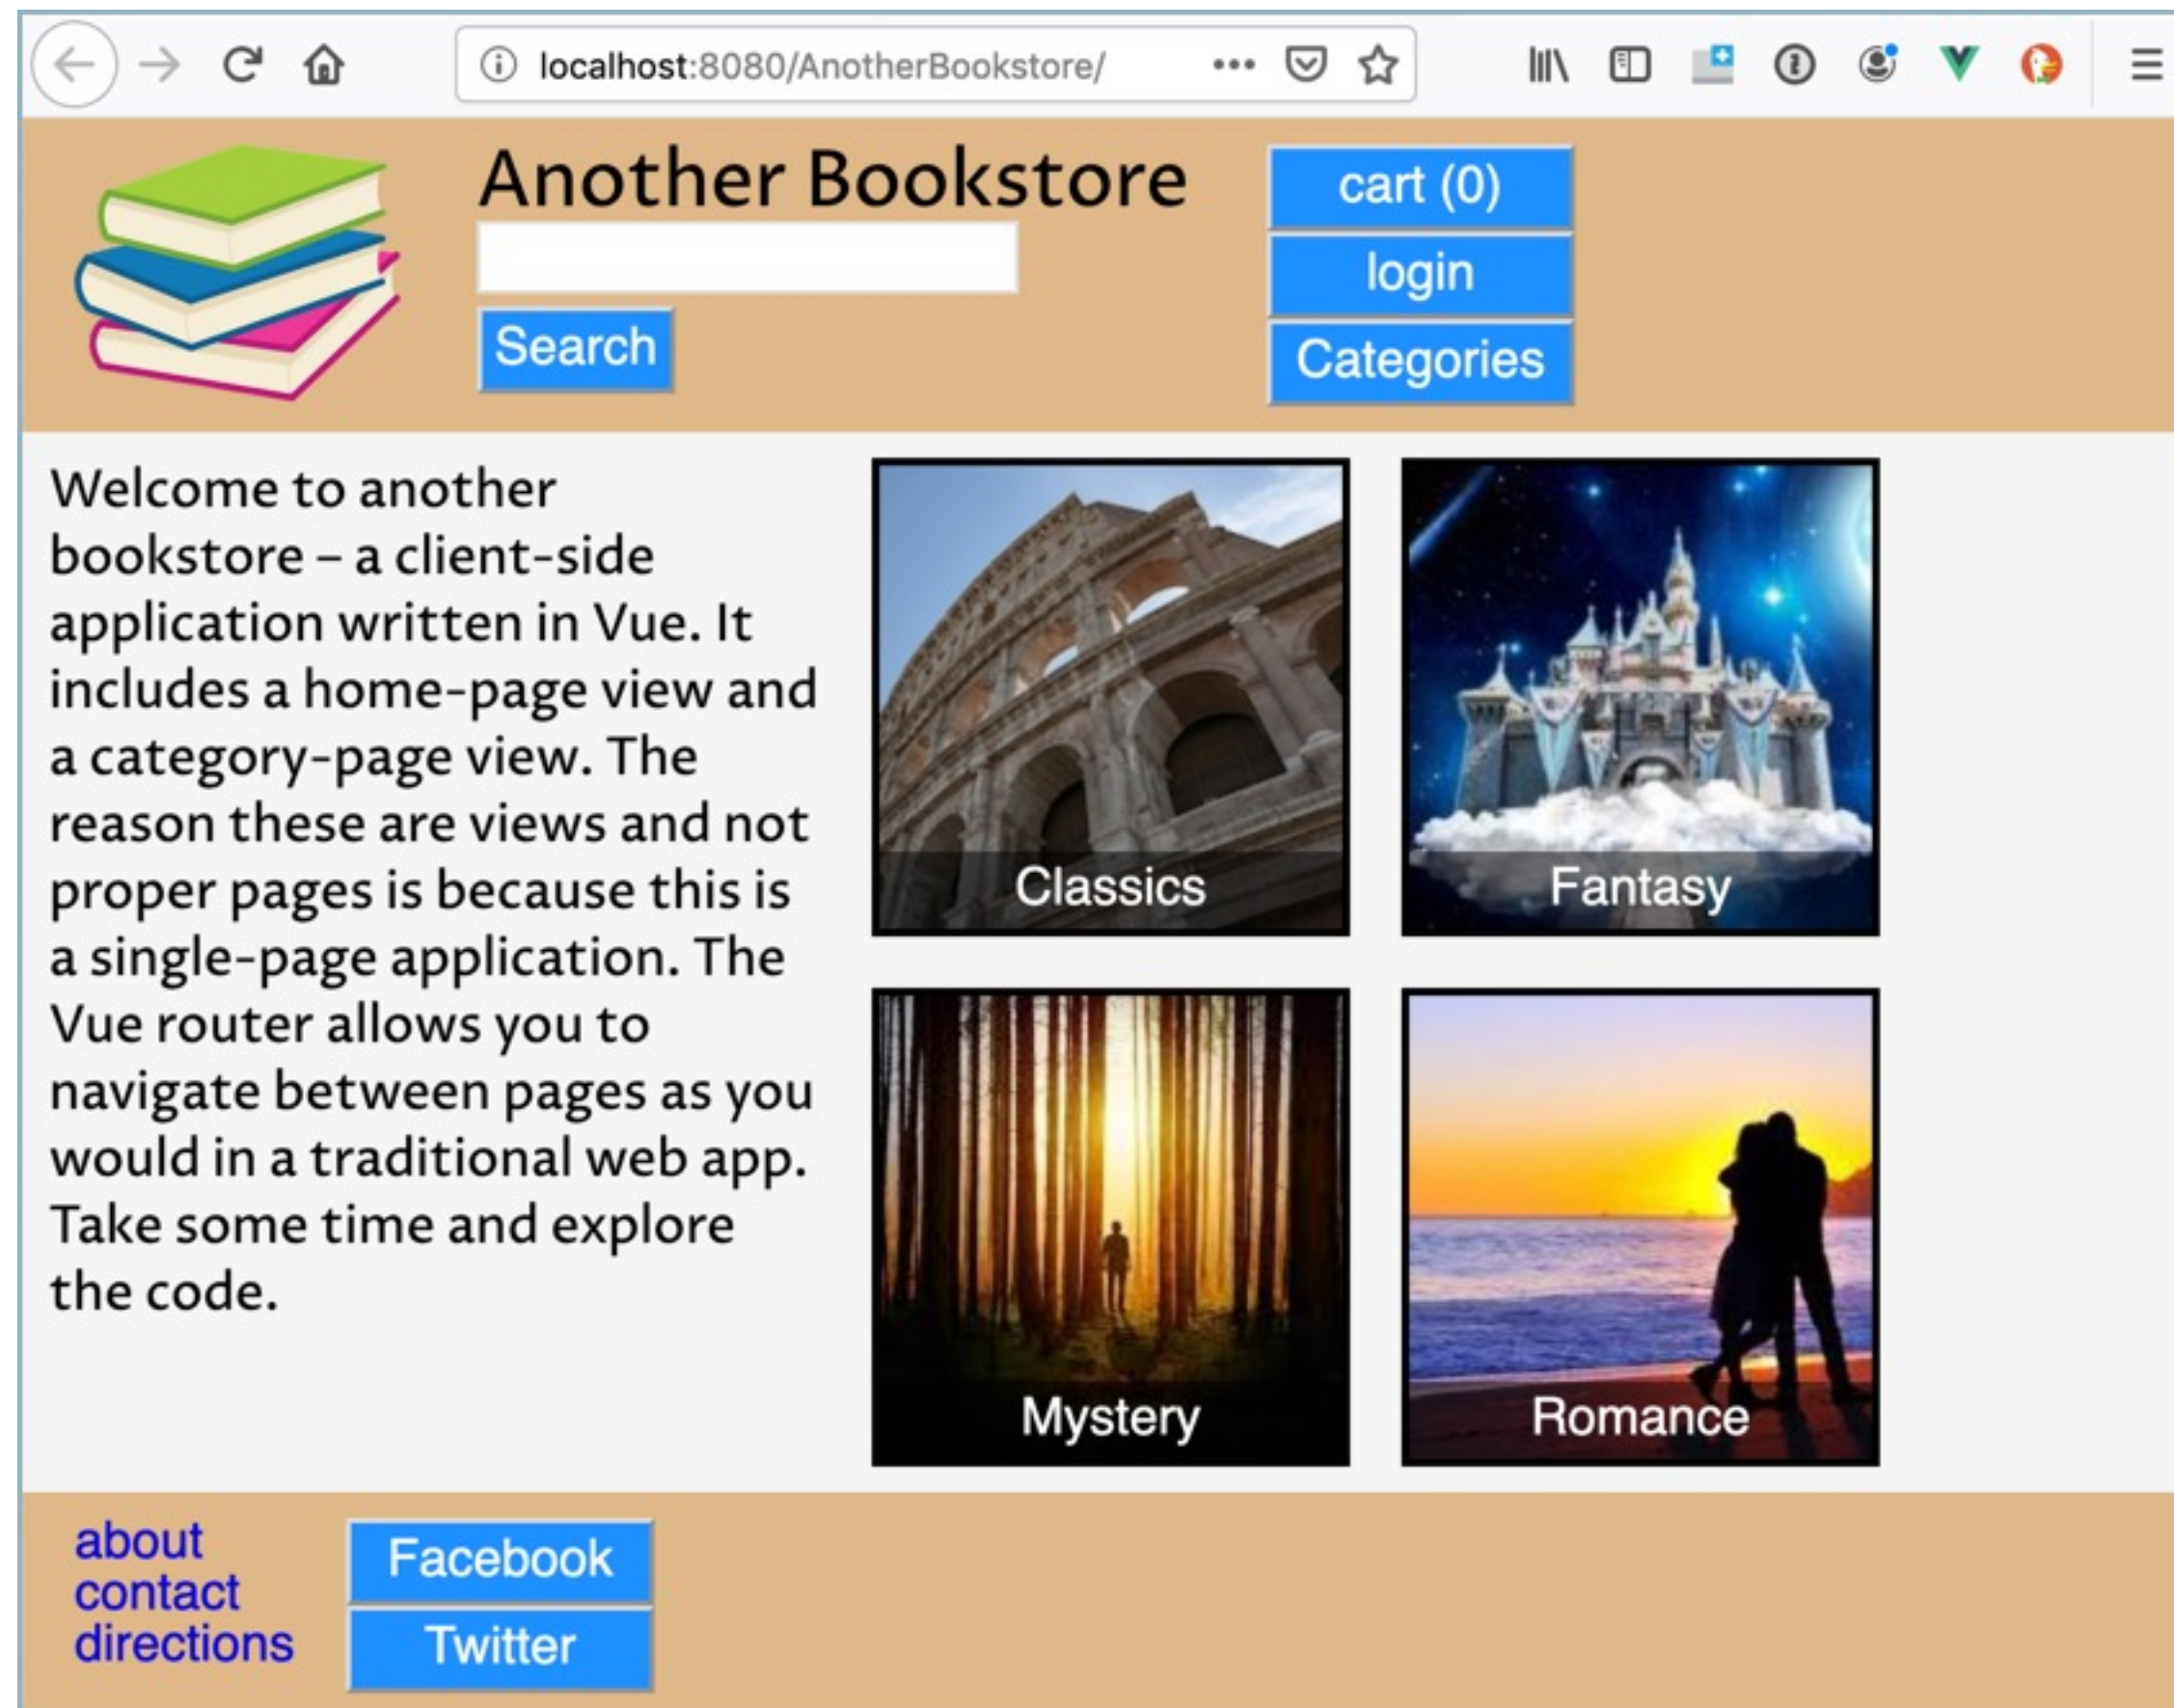 localhost:8080/AnotherBookstore/
Another Bookstore
Search
cart (0)
login
Categories
Welcome to another
bookstore – a client-side
application written in Vue. It
includes a home-page view and
a category-page view. The
reason these are views and not
proper pages is because this is
a single-page application. The
Vue router allows you to
navigate between pages as you
would in a traditional web app.
Take some time and explore
the code.
Classics
Fantasy
Mystery
Romance
about
contact
directions
Facebook
Twitter